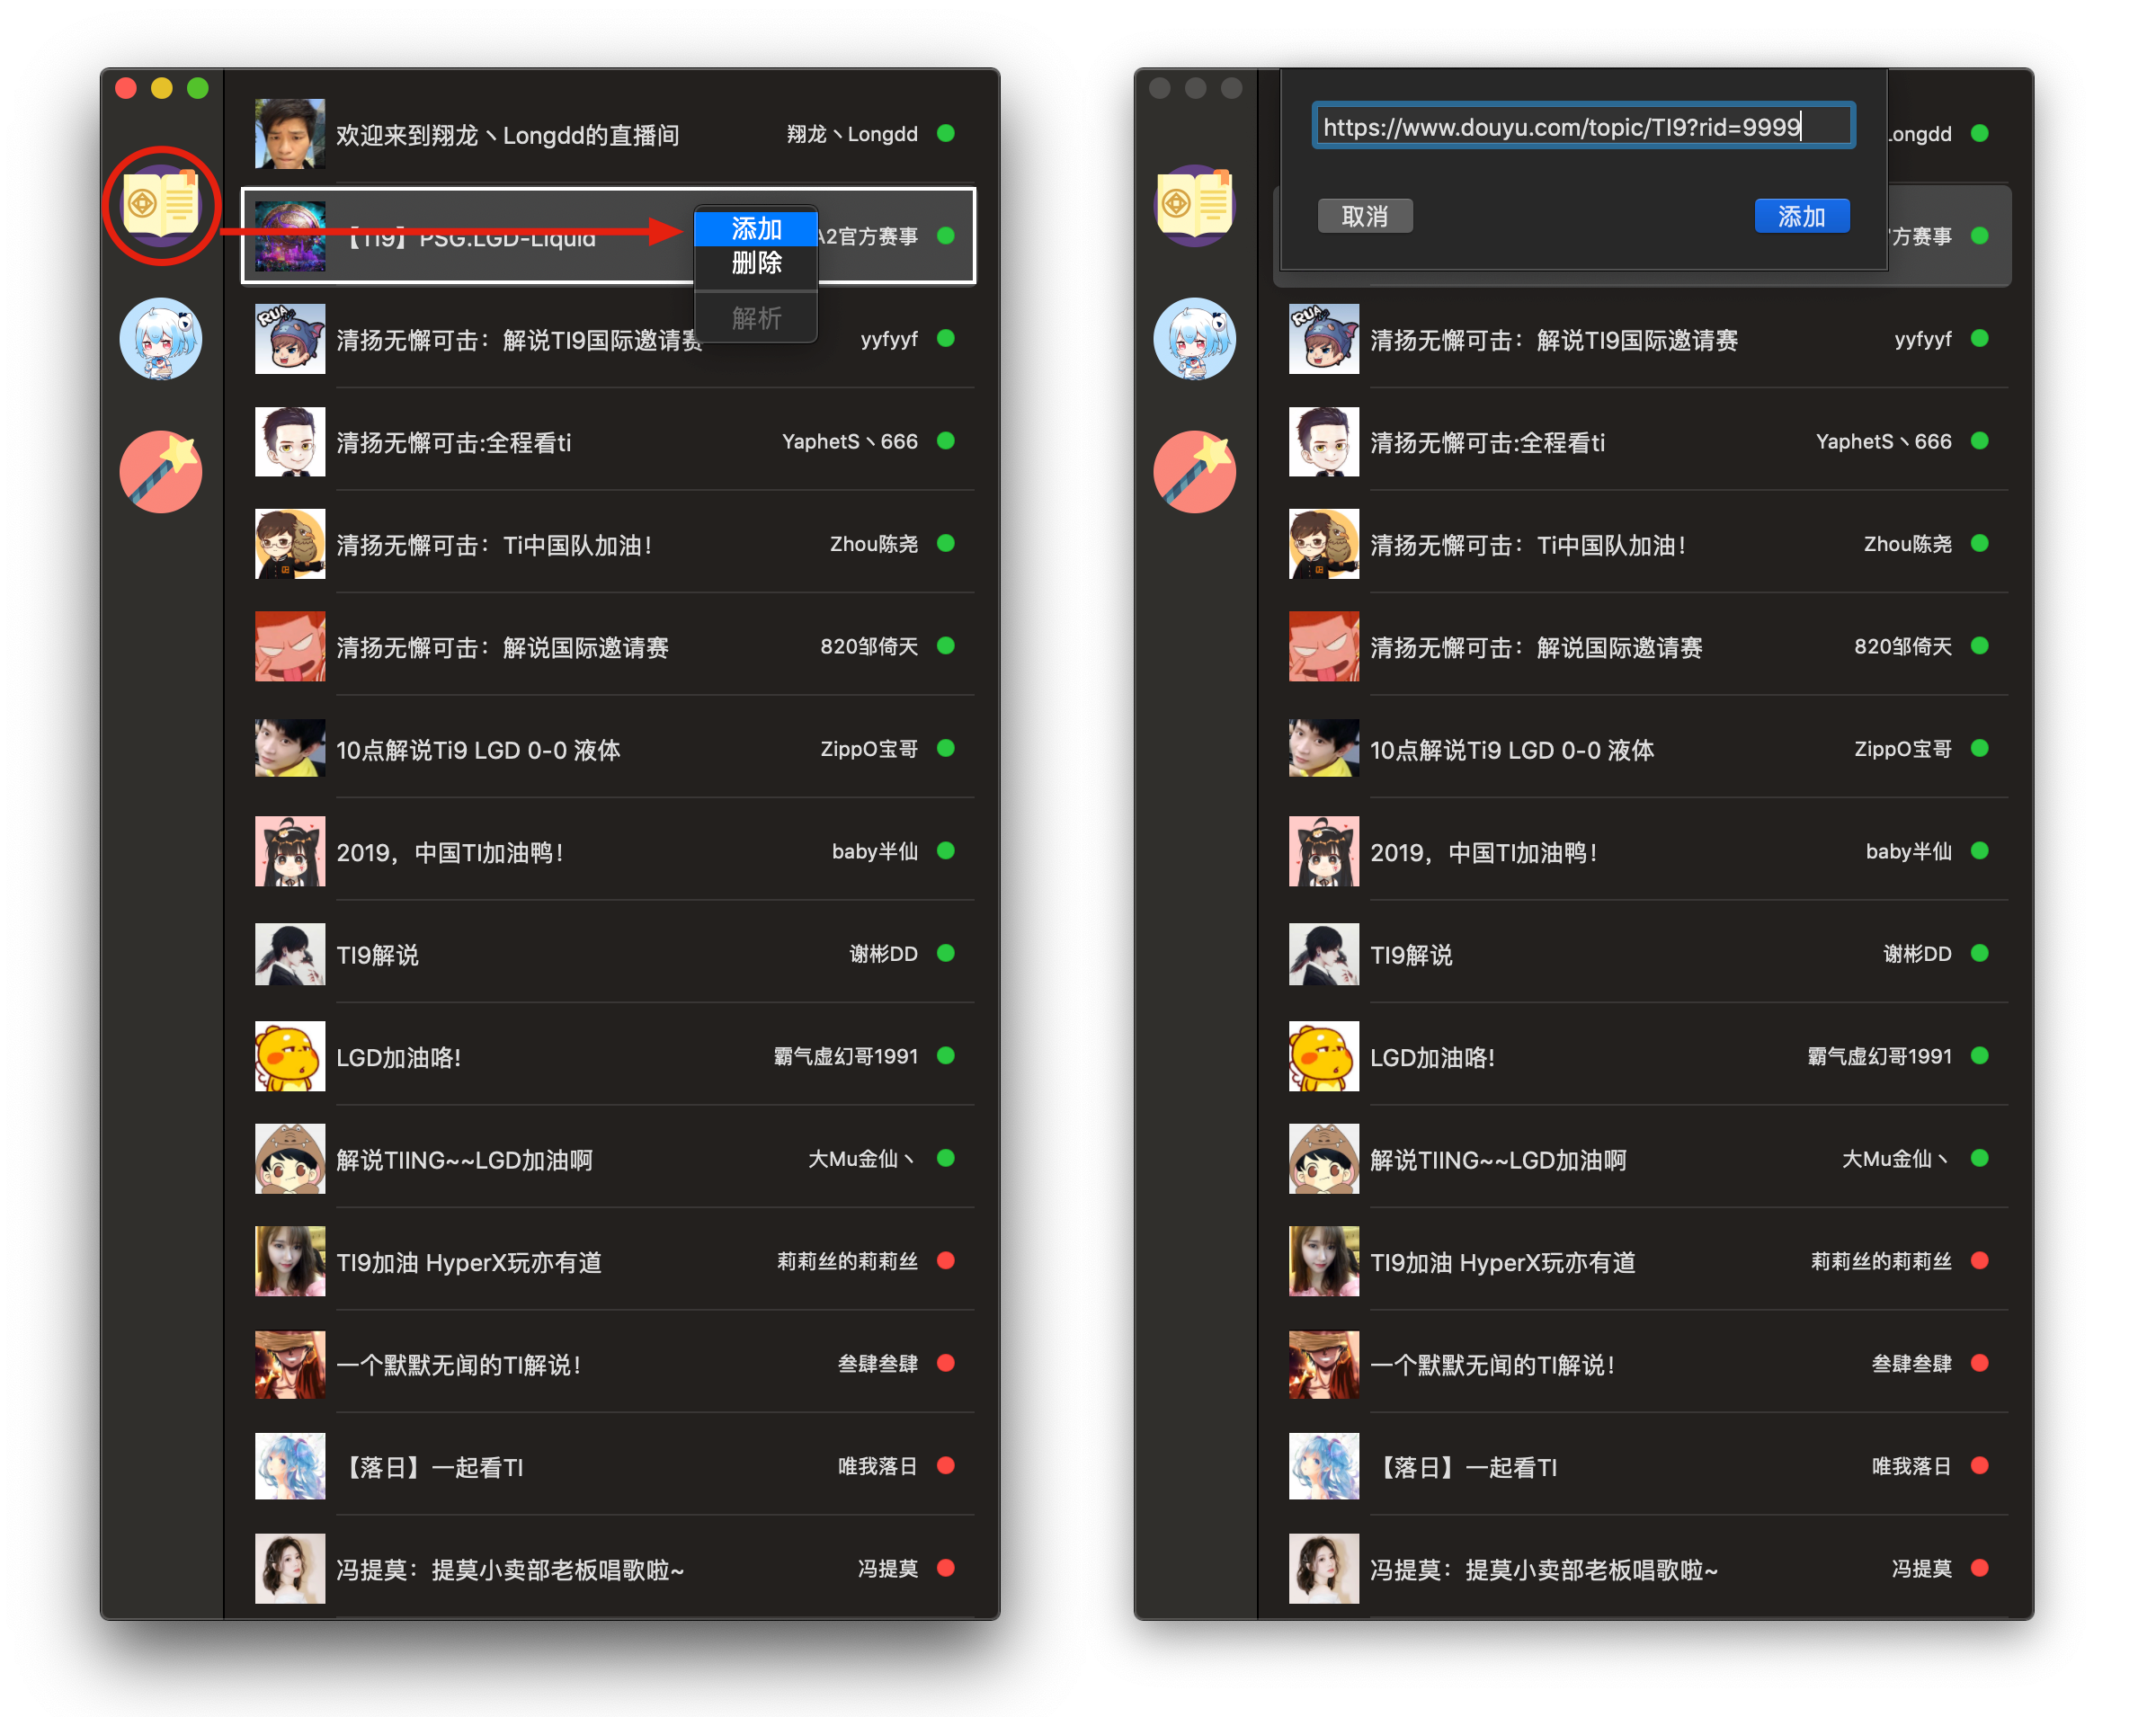 欢迎来到翔龙丶Longdd的直播间
翔龙丶Longdd
【TI9】PSG.LGD-Liquid
A2官方赛事
添加
删除
解析
清扬无懈可击：解说TI9国际邀请赛
yyfyyf
清扬无懈可击:全程看ti
YaphetS丶666
清扬无懈可击：Ti中国队加油！
Zhou陈尧
清扬无懈可击：解说国际邀请赛
820邹倚天
10点解说Ti9 LGD 0-0 液体
ZippO宝哥
2019，中国TI加油鸭！
baby半仙
TI9解说
谢彬DD
LGD加油咯!
霸气虚幻哥1991
解说TIING~~LGD加油啊
大Mu金仙丶
TI9加油 HyperX玩亦有道
莉莉丝的莉莉丝
一个默默无闻的TI解说！
叁肆叁肆
【落日】一起看TI
唯我落日
冯提莫：提莫小卖部老板唱歌啦~
冯提莫
https://www.douyu.com/topic/TI9?rid=9999
取消
添加
Longdd
方赛事
RUA
清扬无懈可击：解说TI9国际邀请赛
yyfyyf
清扬无懈可击:全程看ti
YaphetS丶666
清扬无懈可击：Ti中国队加油！
Zhou陈尧
清扬无懈可击：解说国际邀请赛
820邹倚天
10点解说Ti9 LGD 0-0 液体
ZippO宝哥
2019，中国TI加油鸭！
baby半仙
TI9解说
谢彬DD
LGD加油咯!
霸气虚幻哥1991
解说TIING~~LGD加油啊
大Mu金仙丶
TI9加油 HyperX玩亦有道
莉莉丝的莉莉丝
一个默默无闻的TI解说！
叁肆叁肆
【落日】一起看TI
唯我落日
冯提莫：提莫小卖部老板唱歌啦~
冯提莫